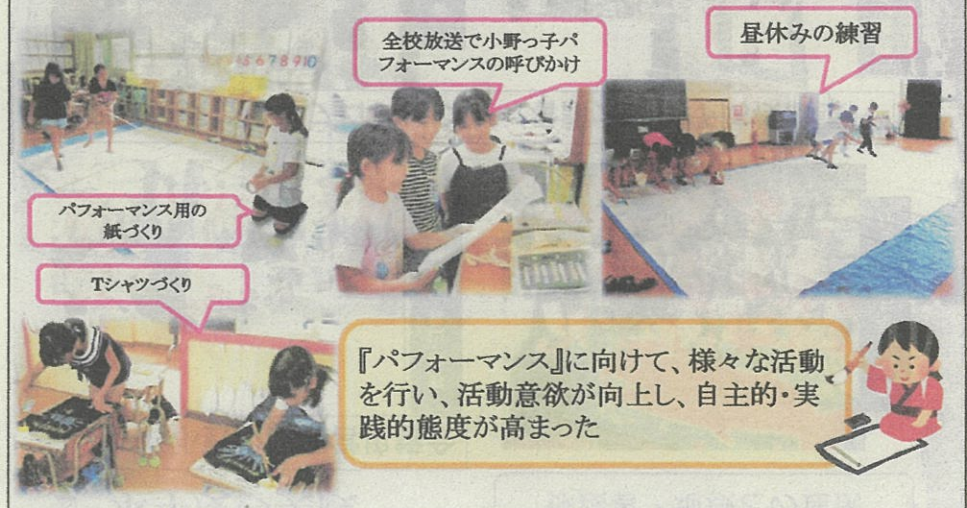 全校放送で小野っ子パ
フォーマンスの呼びかけ
昼休みの練習
パフォーマンス用の
紙づくり
Tシャツづくり
『パフォーマンス』に向けて、様々な活動
を行い、活動意欲が向上し、自主的・実
践的態度が高まった